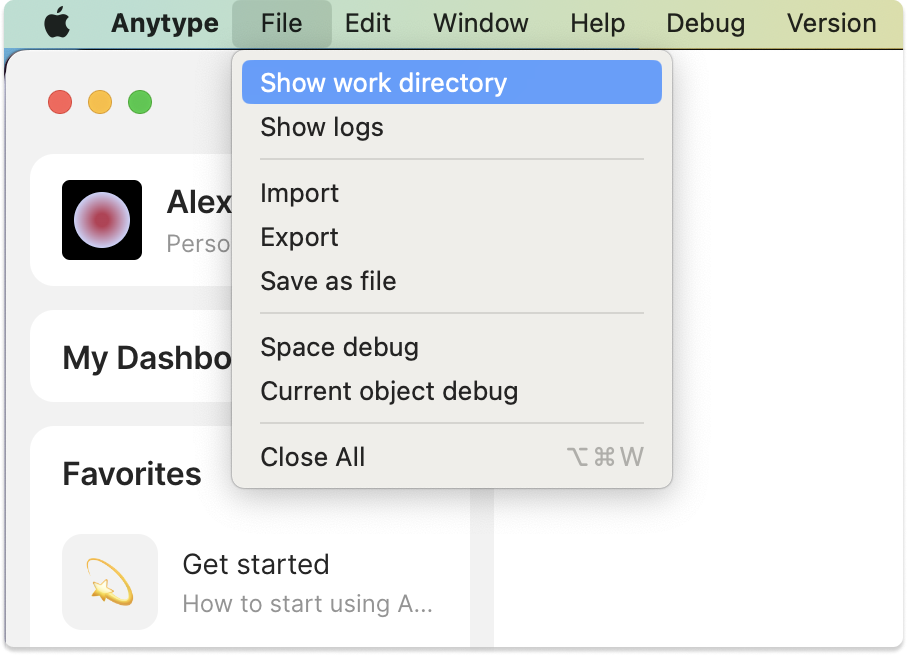 Anytype File Edit Window Help Debug Version
Show work directory
Show logs
Import
Export
Save as file
Space debug
Current object debug
Close All ⌥⌘W
Alex
Perso
My Dashbo
Favorites
Get started
How to start using A...